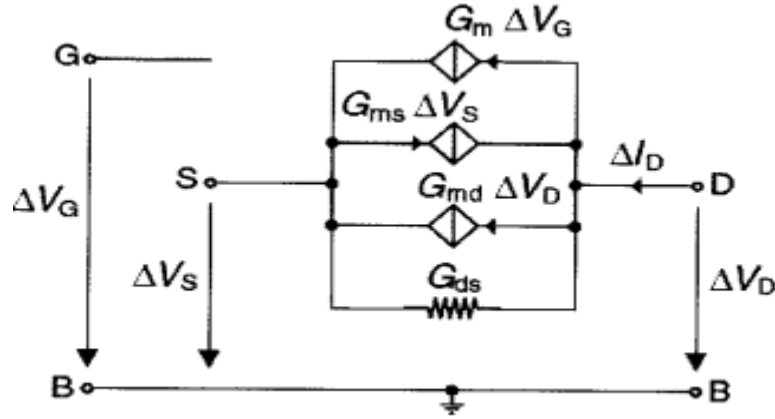 G_m ΔV_G
G
G_ms ΔV_S
ΔI_D
S
D
ΔV_G
G_md ΔV_D
ΔV_S
G_ds
ΔV_D
B
B